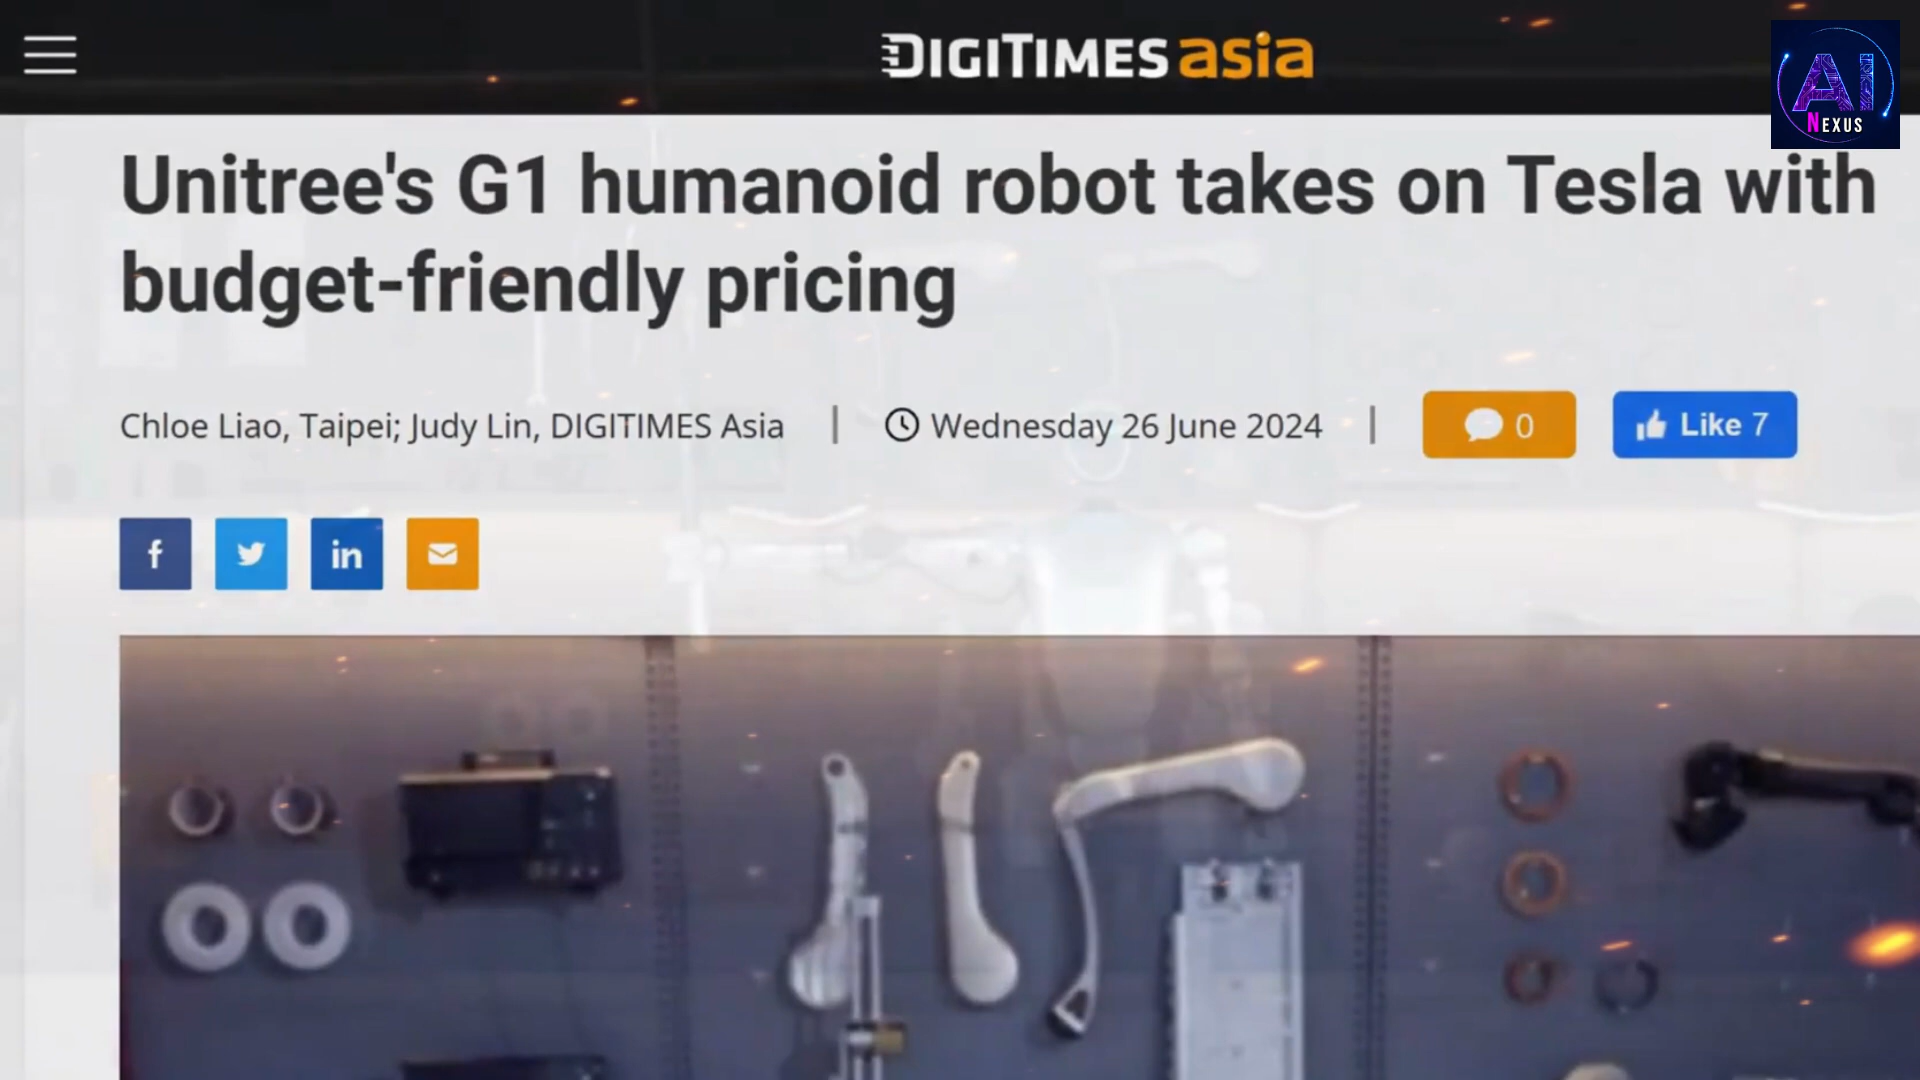 DIGITIMES asia
AI
NEXUS
Unitree's G1 humanoid robot takes on Tesla with
budget-friendly pricing
Chloe Liao, Taipei; Judy Lin, DIGITIMES Asia | Wednesday 26 June 2024 | 0 Like 7
f in